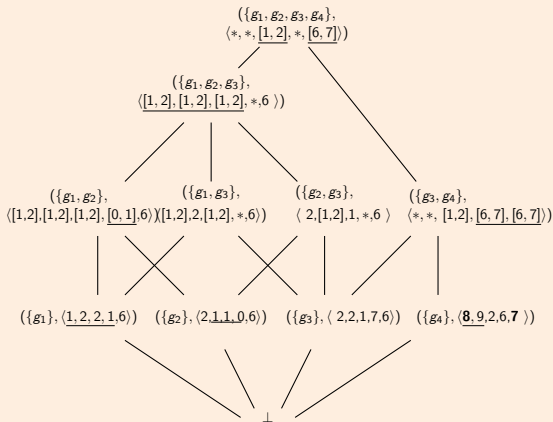 ({g₁, g₂, g₃, g₄},
⟨∗, ∗, [1, 2], ∗, [6, 7]⟩)
({g₁, g₂, g₃},
⟨[1, 2], [1, 2], [1, 2], ∗,6 ⟩)
({g₁, g₂},
⟨[1,2],[1,2],[1,2], [0, 1],6⟩)
({g₁, g₃},
⟨[1,2],2,[1,2], ∗,6⟩)
({g₂, g₃},
⟨ 2,[1,2],1, ∗,6 ⟩
({g₃, g₄},
⟨∗, ∗, [1,2], [6, 7], [6, 7]⟩)
({g₁}, ⟨1, 2, 2, 1,6⟩)
({g₂}, ⟨2,1,1, 0,6⟩)
({g₃}, ⟨ 2,2,1,7,6⟩)
({g₄}, ⟨8, 9,2,6,7 ⟩)
⊥